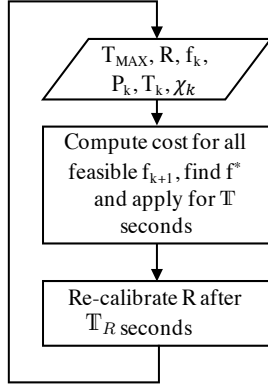 T_MAX, R, f_k,
P_k, T_k, χ_k
Compute cost for all
feasible f_{k+1}, find f*
and apply for 𝕋
seconds
Re-calibrate R after
𝕋_R seconds